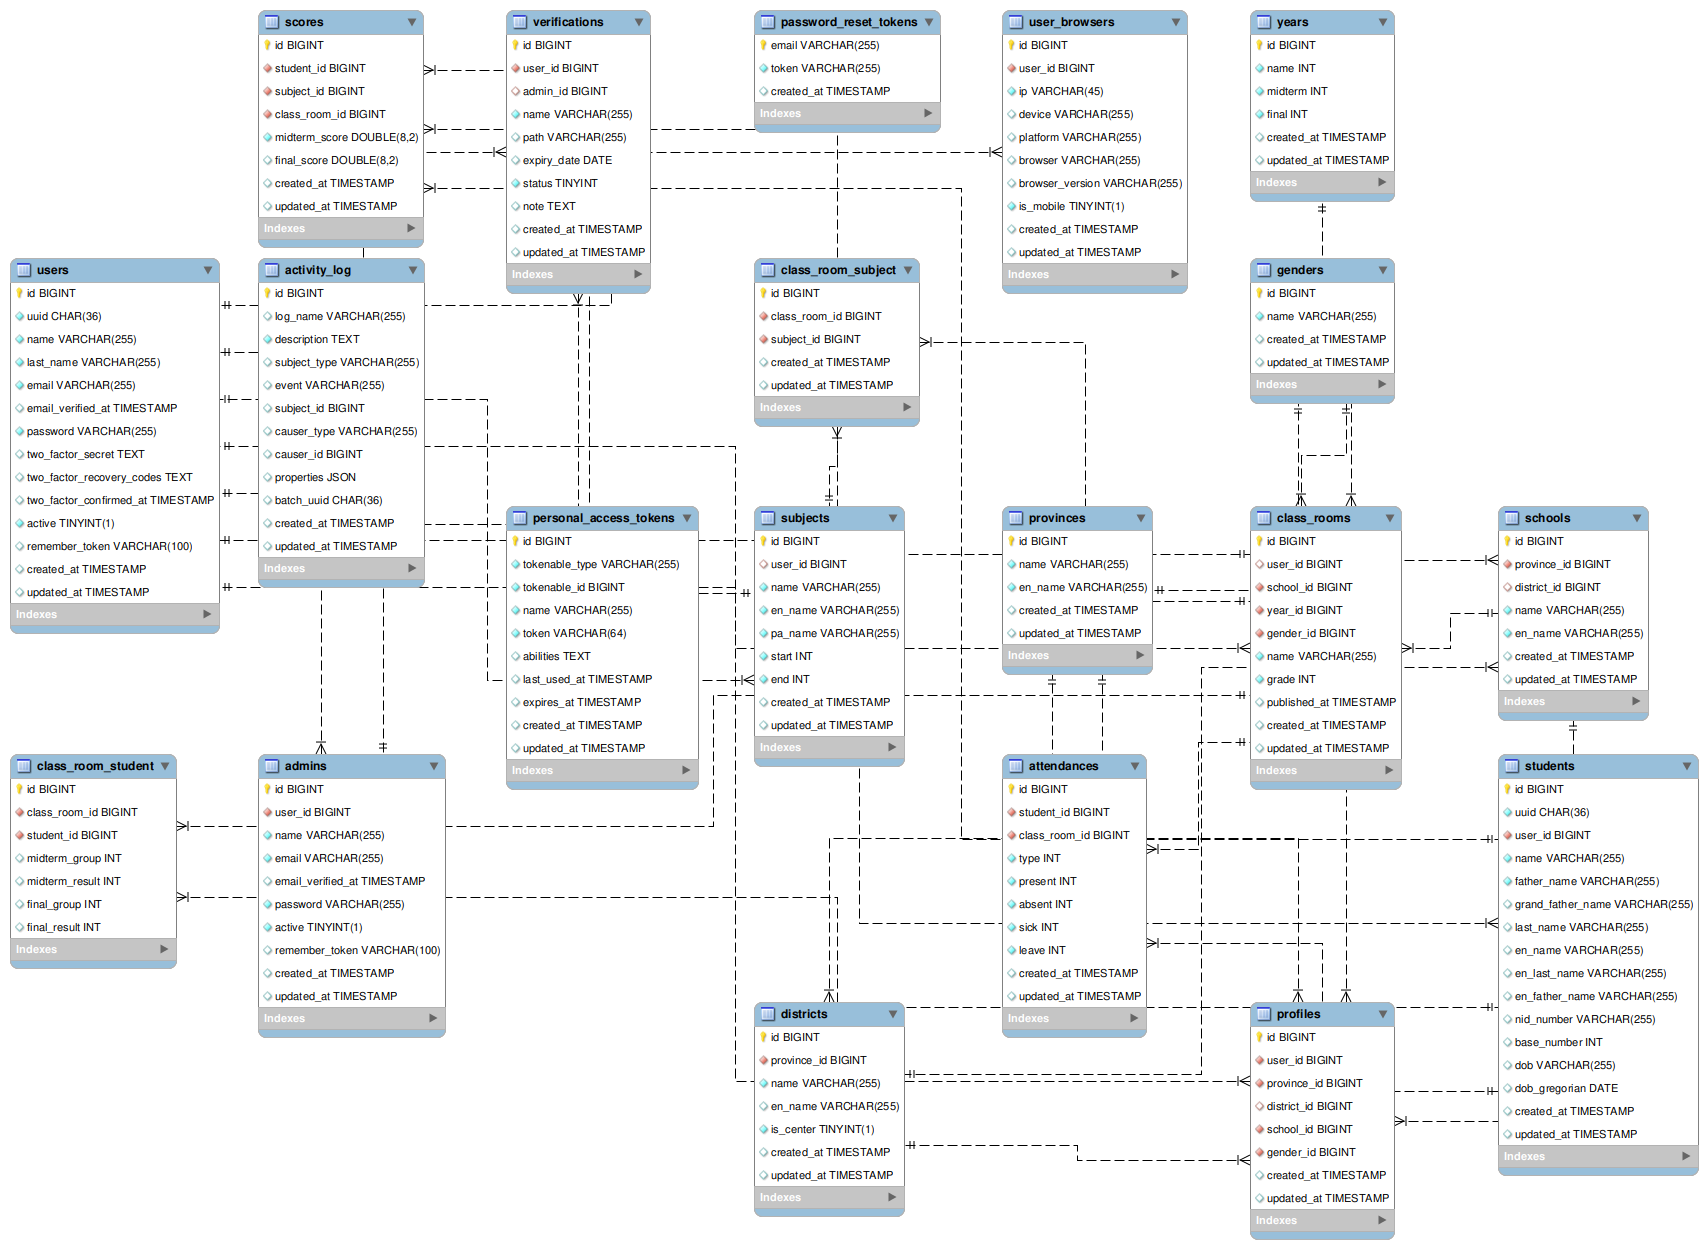 scores
id BIGINT
student_id BIGINT
subject_id BIGINT
class_room_id BIGINT
midterm_score DOUBLE(8,2)
final_score DOUBLE(8,2)
created_at TIMESTAMP
updated_at TIMESTAMP
Indexes
verifications
id BIGINT
user_id BIGINT
admin_id BIGINT
name VARCHAR(255)
path VARCHAR(255)
expiry_date DATE
status TINYINT
note TEXT
created_at TIMESTAMP
updated_at TIMESTAMP
Indexes
password_reset_tokens
email VARCHAR(255)
token VARCHAR(255)
created_at TIMESTAMP
Indexes
user_browsers
id BIGINT
user_id BIGINT
ip VARCHAR(45)
device VARCHAR(255)
platform VARCHAR(255)
browser VARCHAR(255)
browser_version VARCHAR(255)
is_mobile TINYINT(1)
created_at TIMESTAMP
updated_at TIMESTAMP
Indexes
years
id BIGINT
name INT
midterm INT
final INT
created_at TIMESTAMP
updated_at TIMESTAMP
Indexes
users
id BIGINT
uuid CHAR(36)
name VARCHAR(255)
last_name VARCHAR(255)
email VARCHAR(255)
email_verified_at TIMESTAMP
password VARCHAR(255)
two_factor_secret TEXT
two_factor_recovery_codes TEXT
two_factor_confirmed_at TIMESTAMP
active TINYINT(1)
remember_token VARCHAR(100)
created_at TIMESTAMP
updated_at TIMESTAMP
Indexes
activity_log
id BIGINT
log_name VARCHAR(255)
description TEXT
subject_type VARCHAR(255)
event VARCHAR(255)
subject_id BIGINT
causer_type VARCHAR(255)
causer_id BIGINT
properties JSON
batch_uuid CHAR(36)
created_at TIMESTAMP
updated_at TIMESTAMP
Indexes
class_room_subject
id BIGINT
class_room_id BIGINT
subject_id BIGINT
created_at TIMESTAMP
updated_at TIMESTAMP
Indexes
genders
id BIGINT
name VARCHAR(255)
created_at TIMESTAMP
updated_at TIMESTAMP
Indexes
personal_access_tokens
id BIGINT
tokenable_type VARCHAR(255)
tokenable_id BIGINT
name VARCHAR(255)
token VARCHAR(64)
abilities TEXT
last_used_at TIMESTAMP
expires_at TIMESTAMP
created_at TIMESTAMP
updated_at TIMESTAMP
Indexes
subjects
id BIGINT
user_id BIGINT
name VARCHAR(255)
en_name VARCHAR(255)
pa_name VARCHAR(255)
start INT
end INT
created_at TIMESTAMP
updated_at TIMESTAMP
Indexes
provinces
id BIGINT
name VARCHAR(255)
en_name VARCHAR(255)
created_at TIMESTAMP
updated_at TIMESTAMP
Indexes
class_rooms
id BIGINT
user_id BIGINT
school_id BIGINT
year_id BIGINT
gender_id BIGINT
name VARCHAR(255)
grade INT
published_at TIMESTAMP
created_at TIMESTAMP
updated_at TIMESTAMP
Indexes
schools
id BIGINT
province_id BIGINT
district_id BIGINT
name VARCHAR(255)
en_name VARCHAR(255)
created_at TIMESTAMP
updated_at TIMESTAMP
Indexes
class_room_student
id BIGINT
class_room_id BIGINT
student_id BIGINT
midterm_group INT
midterm_result INT
final_group INT
final_result INT
Indexes
admins
id BIGINT
user_id BIGINT
name VARCHAR(255)
email VARCHAR(255)
email_verified_at TIMESTAMP
password VARCHAR(255)
active TINYINT(1)
remember_token VARCHAR(100)
created_at TIMESTAMP
updated_at TIMESTAMP
Indexes
attendances
id BIGINT
student_id BIGINT
class_room_id BIGINT
type INT
present INT
absent INT
sick INT
leave INT
created_at TIMESTAMP
updated_at TIMESTAMP
Indexes
students
id BIGINT
uuid CHAR(36)
user_id BIGINT
name VARCHAR(255)
father_name VARCHAR(255)
grand_father_name VARCHAR(255)
last_name VARCHAR(255)
en_name VARCHAR(255)
en_last_name VARCHAR(255)
en_father_name VARCHAR(255)
nid_number VARCHAR(255)
base_number INT
dob VARCHAR(255)
dob_gregorian DATE
created_at TIMESTAMP
updated_at TIMESTAMP
Indexes
districts
id BIGINT
province_id BIGINT
name VARCHAR(255)
en_name VARCHAR(255)
is_center TINYINT(1)
created_at TIMESTAMP
updated_at TIMESTAMP
Indexes
profiles
id BIGINT
user_id BIGINT
province_id BIGINT
district_id BIGINT
school_id BIGINT
gender_id BIGINT
created_at TIMESTAMP
updated_at TIMESTAMP
Indexes